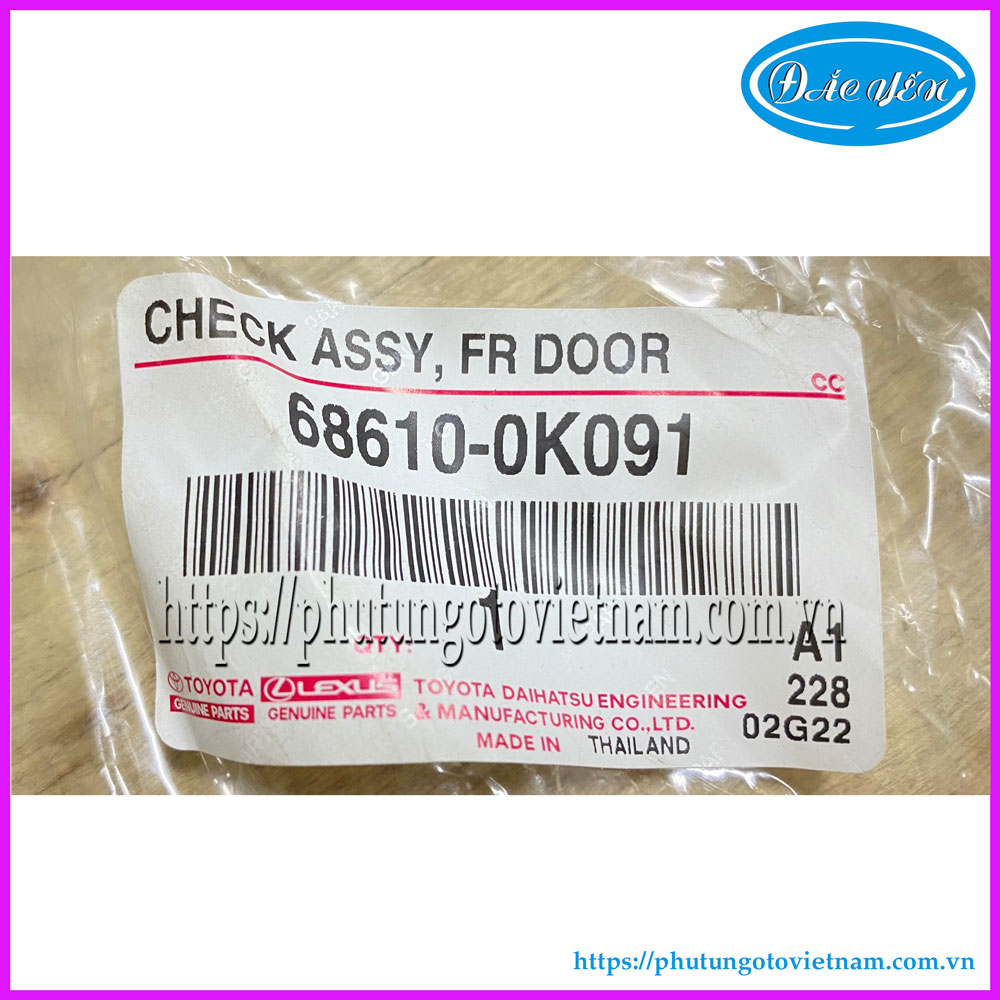 ĐẮC YẾN
CHECK ASSY, FR DOOR
CC
68610-0K091
https://phutungotovietnam.com.vn
QTY: 1
A1
TOYOTA
GENUINE PARTS
LEXUS
GENUINE PARTS
TOYOTA DAIHATSU ENGINEERING
& MANUFACTURING CO.,LTD.
MADE IN THAILAND
228
02G22
https://phutungotovietnam.com.vn